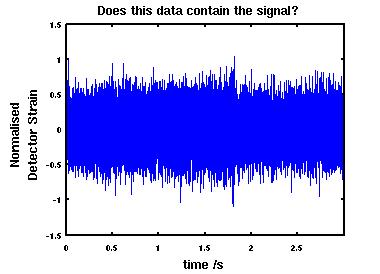 Does this data contain the signal?
1.5
1
0.5
0
-0.5
-1
-1.5
Normalised
Detector Strain
0 0.5 1 1.5 2 2.5
time /s